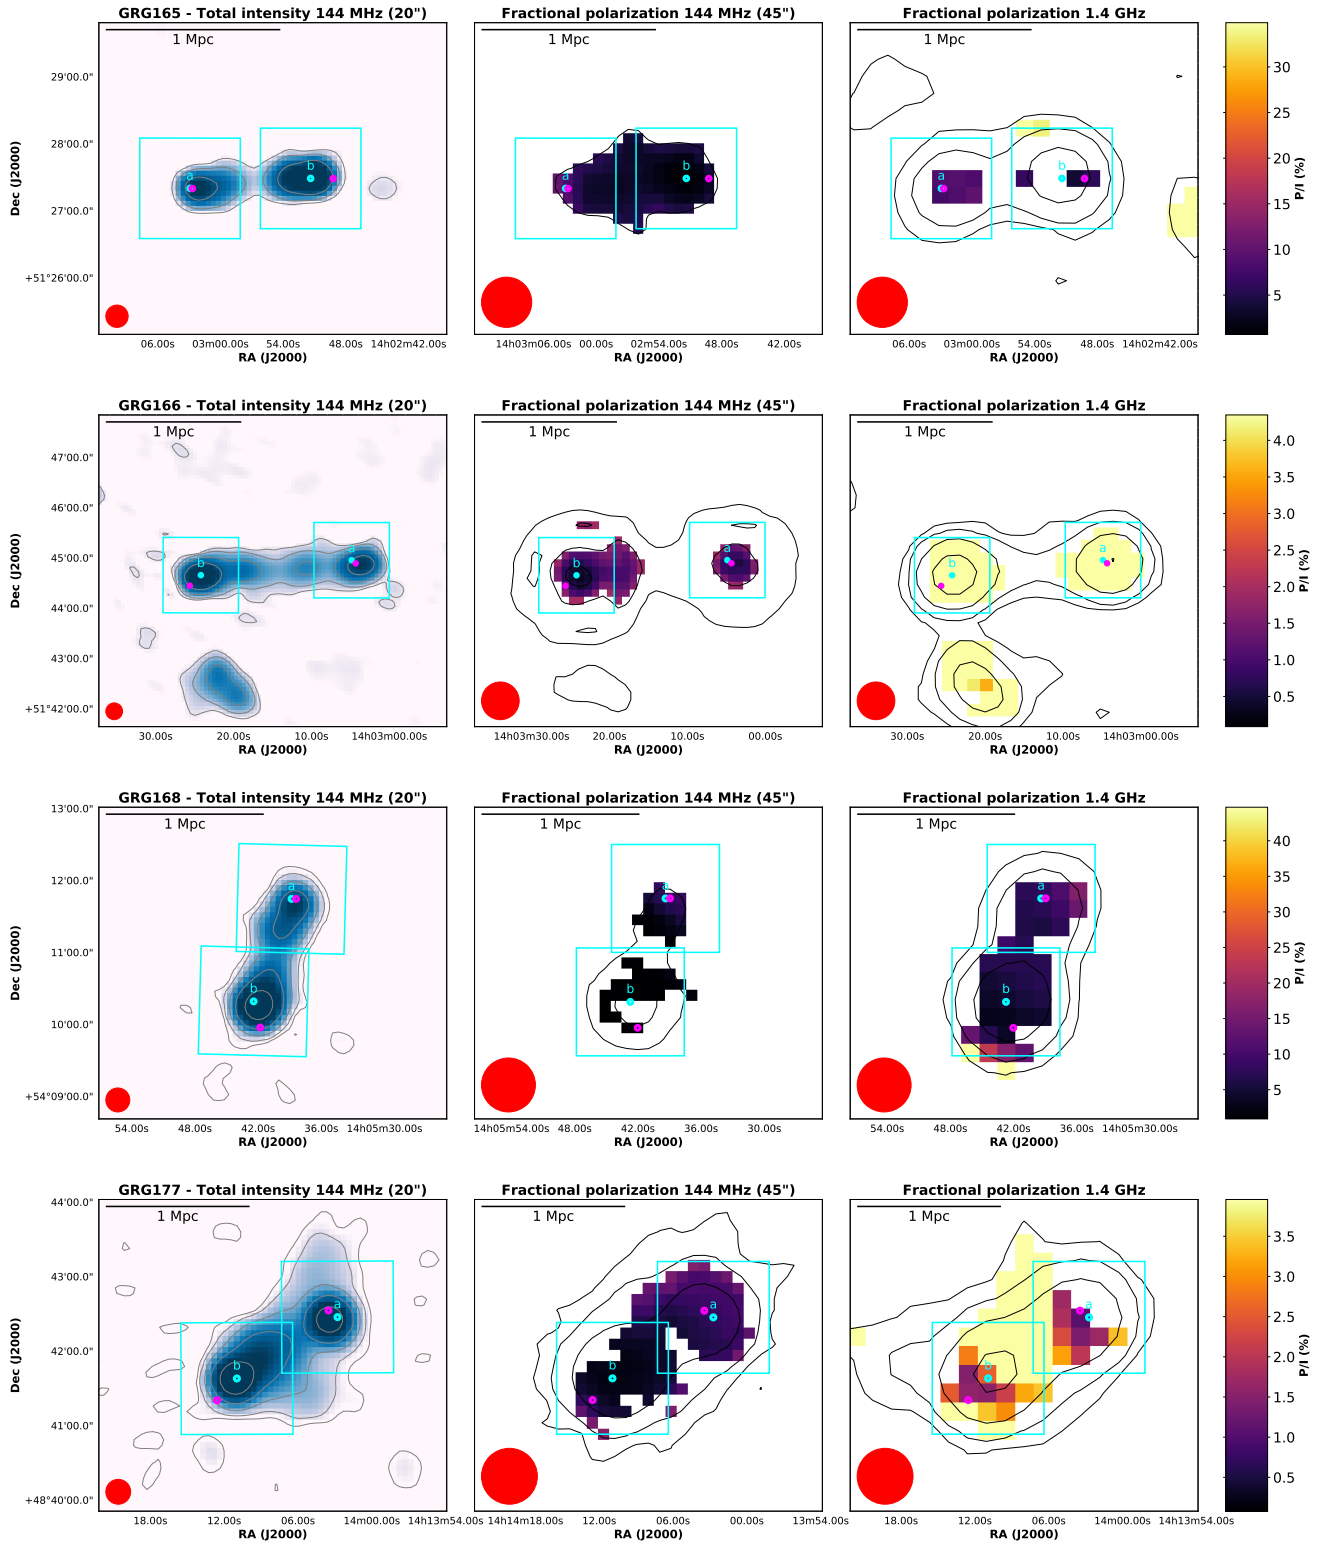 GRG165 - Total intensity 144 MHz (20") Fractional polarization 144 MHz (45") Fractional polarization 1.4 GHz
1 Mpc 1 Mpc 1 Mpc
29'00.0"
28'00.0"
27'00.0"
+51°26'00.0"
Dec (J2000)
a b a b a b
30
25
20
15
10
5
P/I (%)
06.00s 03m00.00s 54.00s 48.00s 14h02m42.00s 14h03m06.00s 00.00s 02m54.00s 48.00s 42.00s 06.00s 03m00.00s 54.00s 48.00s 14h02m42.00s
RA (J2000) RA (J2000) RA (J2000)
GRG166 - Total intensity 144 MHz (20") Fractional polarization 144 MHz (45") Fractional polarization 1.4 GHz
1 Mpc 1 Mpc 1 Mpc
47'00.0"
46'00.0"
45'00.0"
44'00.0"
43'00.0"
+51°42'00.0"
Dec (J2000)
b a b a b a
4.0
3.5
3.0
2.5
2.0
1.5
1.0
0.5
P/I (%)
30.00s 20.00s 10.00s 14h03m00.00s 14h03m30.00s 20.00s 10.00s 00.00s 30.00s 20.00s 10.00s 14h03m00.00s
RA (J2000) RA (J2000) RA (J2000)
GRG168 - Total intensity 144 MHz (20") Fractional polarization 144 MHz (45") Fractional polarization 1.4 GHz
1 Mpc 1 Mpc 1 Mpc
13'00.0"
12'00.0"
11'00.0"
10'00.0"
+54°09'00.0"
Dec (J2000)
a a a
b b b
40
35
30
25
20
15
10
5
P/I (%)
54.00s 48.00s 42.00s 36.00s 14h05m30.00s 14h05m54.00s 48.00s 42.00s 36.00s 30.00s 54.00s 48.00s 42.00s 36.00s 14h05m30.00s
RA (J2000) RA (J2000) RA (J2000)
GRG177 - Total intensity 144 MHz (20") Fractional polarization 144 MHz (45") Fractional polarization 1.4 GHz
1 Mpc 1 Mpc 1 Mpc
44'00.0"
43'00.0"
42'00.0"
41'00.0"
+48°40'00.0"
Dec (J2000)
a a
b b b
3.5
3.0
2.5
2.0
1.5
1.0
0.5
P/I (%)
18.00s 12.00s 06.00s 14m00.00s 14h13m54.00s 14h14m18.00s 12.00s 06.00s 00.00s 13m54.00s 18.00s 12.00s 06.00s 14m00.00s 14h13m54.00s
RA (J2000) RA (J2000) RA (J2000)